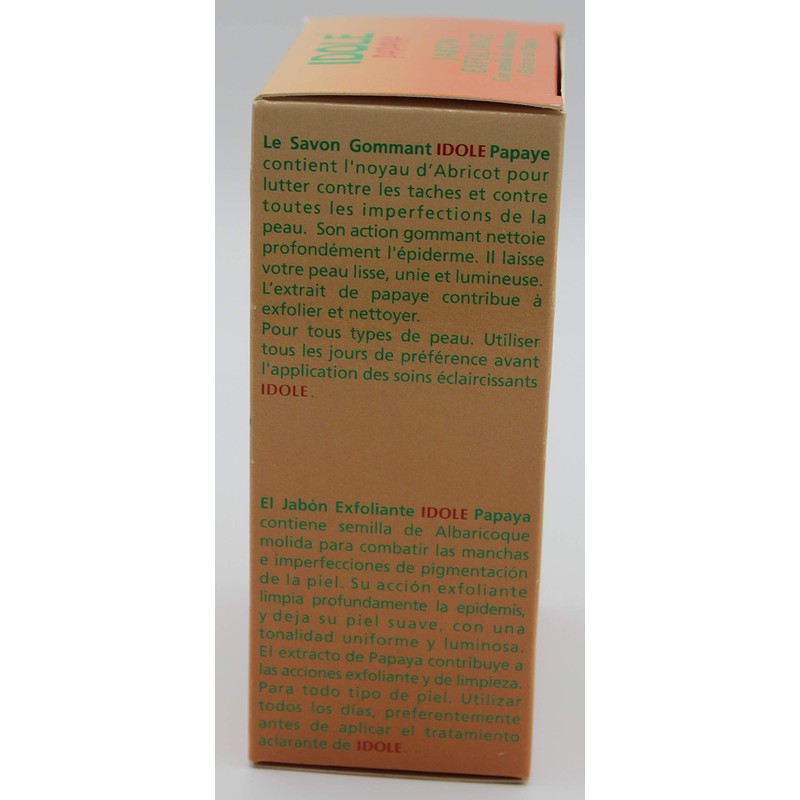 IDOLE
PAPAYE
JABON
EXFOLIANTE
Le Savon Gommant IDOLE Papaye
contient l'noyau d'Abricot pour
lutter contre les taches et contre
toutes les imperfections de la
peau. Son action gommant nettoie
profondément l'épiderme. Il laisse
votre peau lisse, unie et lumineuse.
L'extrait de papaye contribue à
exfolier et nettoyer.
Pour tous types de peau. Utiliser
tous les jours de préférence avant
l'application des soins éclaircissants
IDOLE.
El Jabón Exfoliante IDOLE Papaya
contiene semilla de Albaricoque
molida para combatir las manchas
e imperfecciones de pigmentación
de la piel. Su acción exfoliante
limpia profundamente la epidemis,
y deja su piel suave, con una
tonalidad uniforme y luminosa.
El extracto de Papaya contribuye a
las acciones exfoliante y de limpieza.
Para todo tipo de piel. Utilizar
todos los días, preferentemente
antes de aplicar el tratamiento
aclarante de IDOLE.